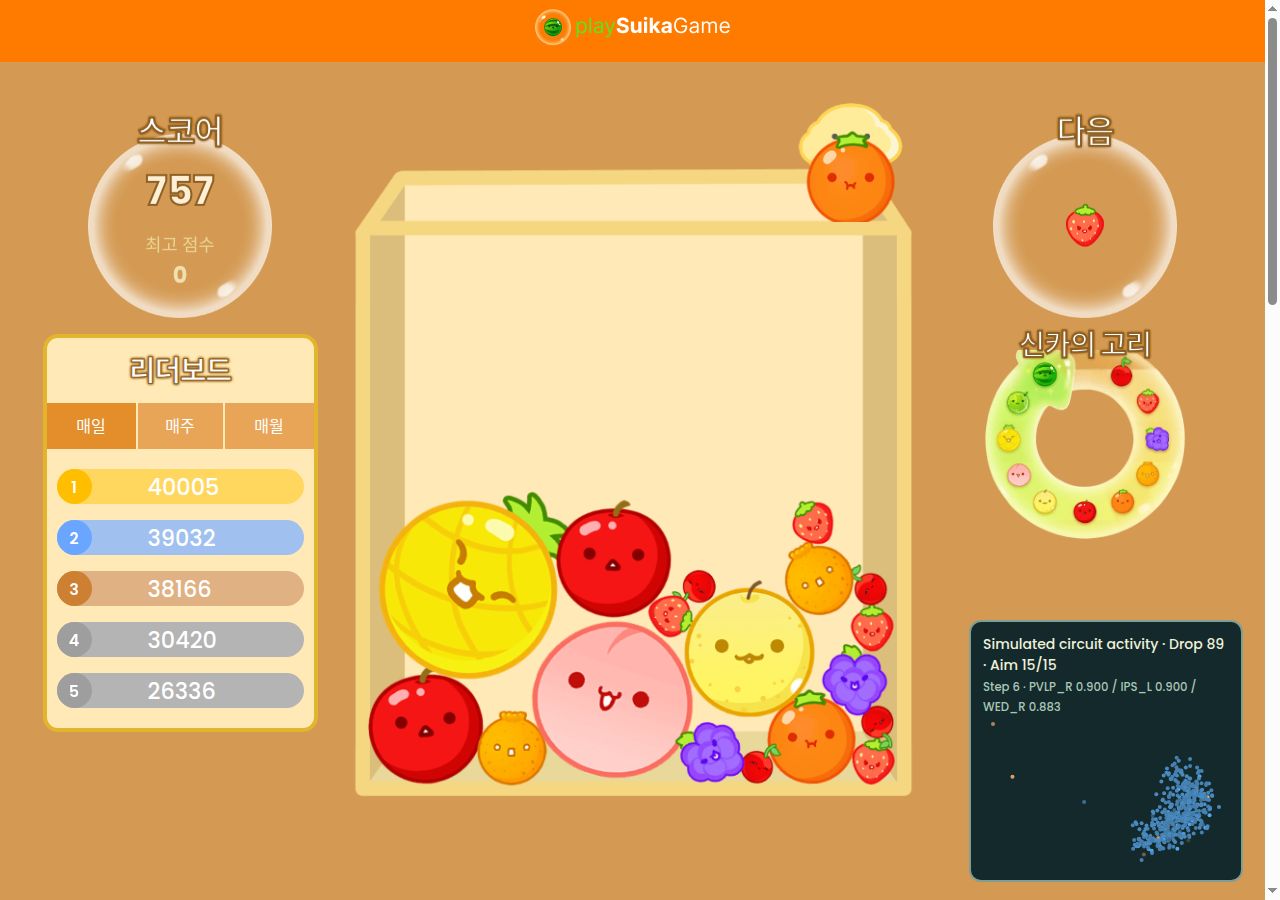 playSuikaGame
스코어
757
최고 점수
0
다음
신카의 고리
리더보드
매일 매주 매월
1 40005
2 39032
3 38166
4 30420
5 26336
Simulated circuit activity · Drop 89
· Aim 15/15
Step 6 · PVLP_R 0.900 / IPS_L 0.900 /
WED_R 0.883